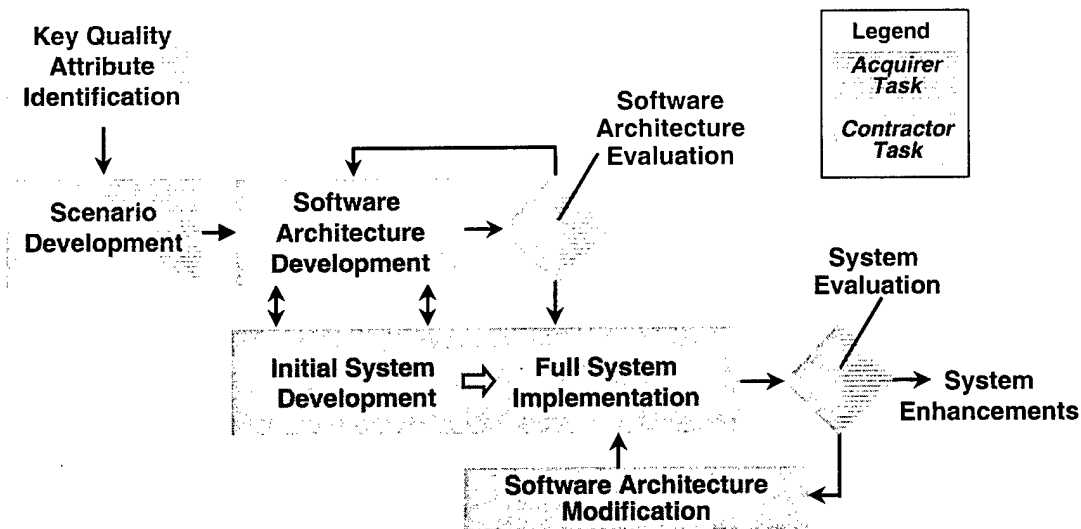 Key Quality
Attribute
Identification
Legend
Acquirer
Task
Contractor
Task
Software
Architecture
Evaluation
Scenario
Development
Software
Architecture
Development
System
Evaluation
Initial System
Development
Full System
Implementation
System
Enhancements
Software Architecture
Modification